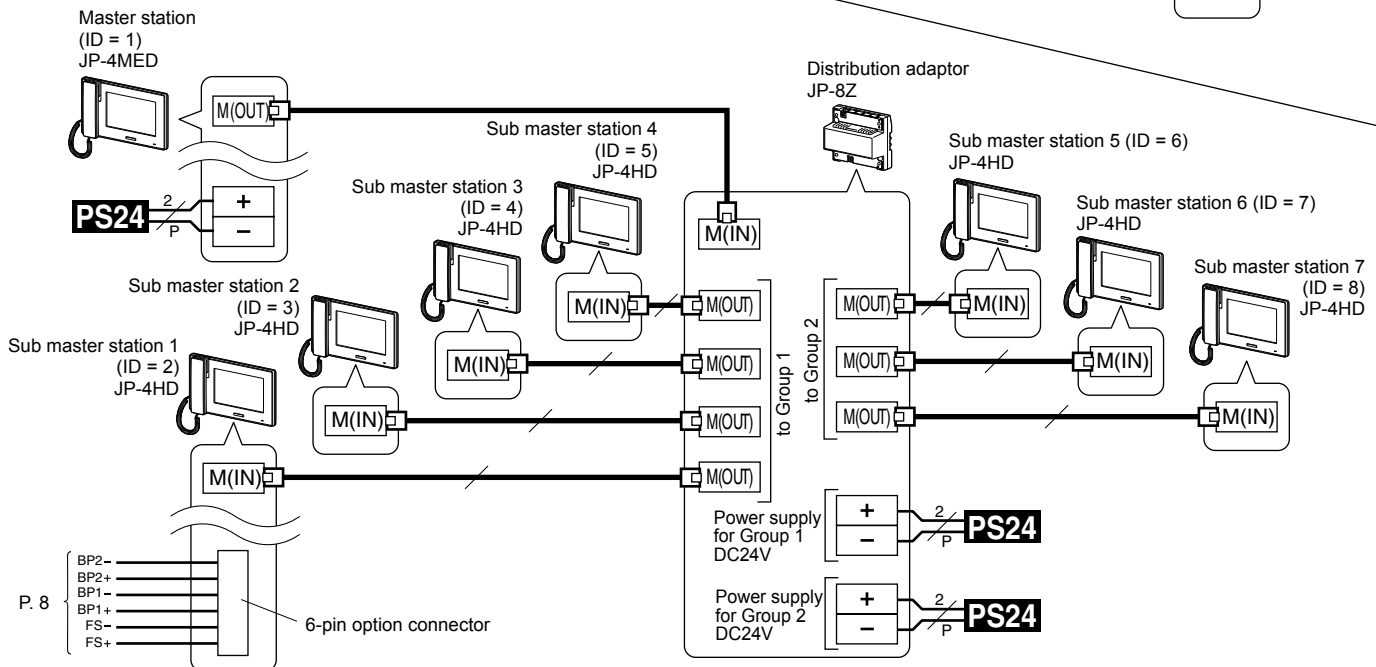 Master station
(ID = 1)
JP-4MED
M(OUT)
PS24
2
P
+
−
Distribution adaptor
JP-8Z
M(IN)
Sub master station 4
(ID = 5)
JP-4HD
M(IN)
M(OUT)
Sub master station 3
(ID = 4)
JP-4HD
M(IN)
M(OUT)
Sub master station 2
(ID = 3)
JP-4HD
M(IN)
M(OUT)
Sub master station 1
(ID = 2)
JP-4HD
M(IN)
M(OUT)
to Group 1
to Group 2
Sub master station 5 (ID = 6)
JP-4HD
M(OUT)
M(IN)
Sub master station 6 (ID = 7)
JP-4HD
M(OUT)
M(IN)
Sub master station 7
(ID = 8)
JP-4HD
M(OUT)
M(IN)
Power supply
for Group 1
DC24V
+
−
2
P
PS24
Power supply
for Group 2
DC24V
+
−
2
P
PS24
P. 8
BP2−
BP2+
BP1−
BP1+
FS−
FS+
6-pin option connector